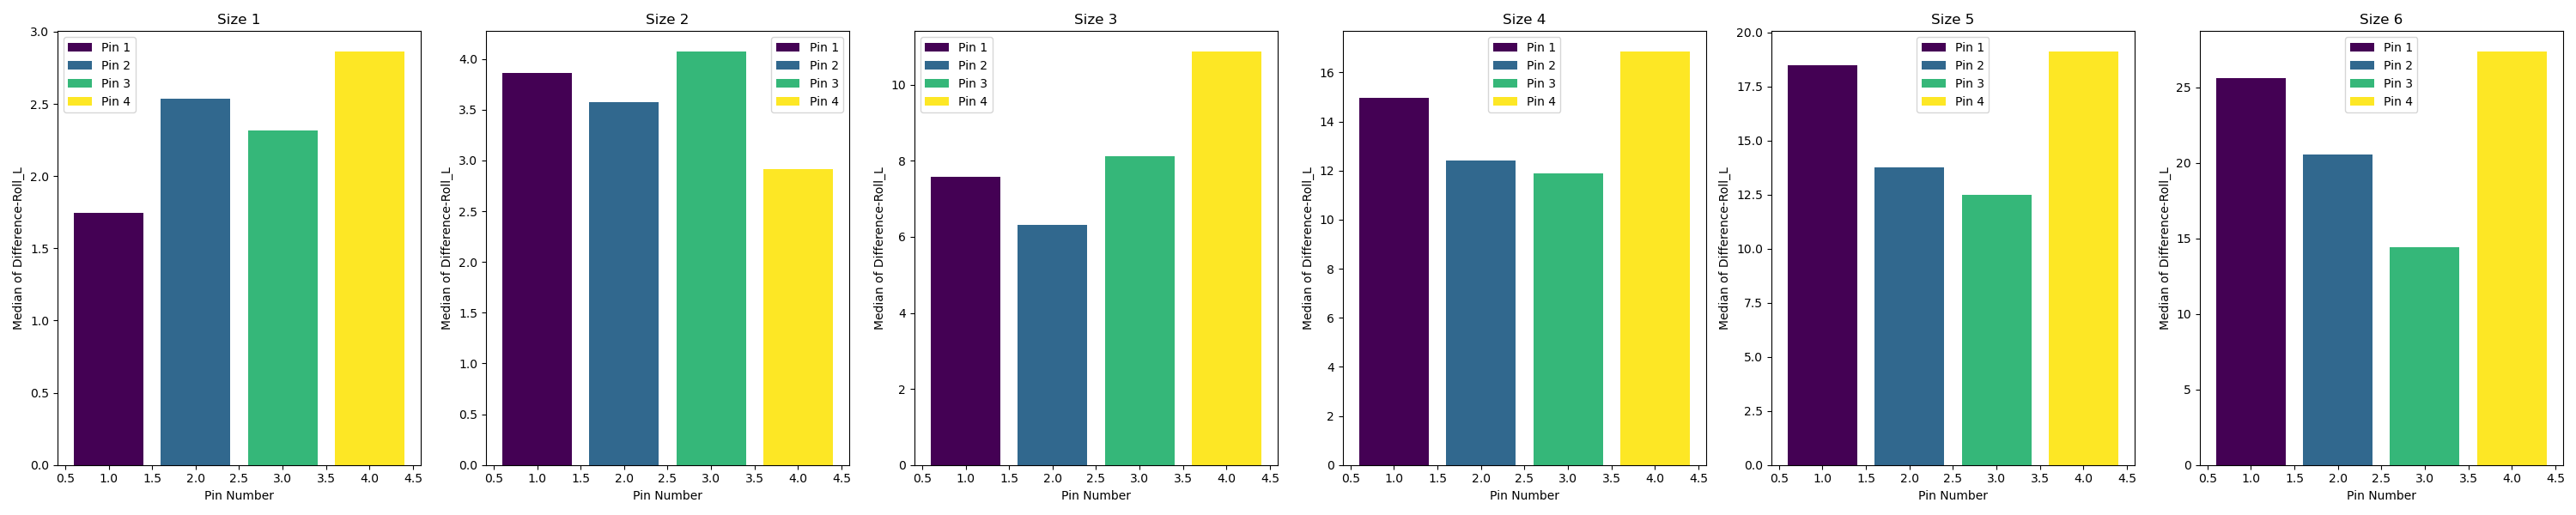 Size 1
Median of Difference-Roll_L
3.0
2.5
2.0
1.5
1.0
0.5
0.0
Pin 1
Pin 2
Pin 3
Pin 4
0.5 1.0 1.5 2.0 2.5 3.0 3.5 4.0 4.5
Pin Number
Size 2
Median of Difference-Roll_L
4.0
3.5
3.0
2.5
2.0
1.5
1.0
0.5
0.0
Pin 1
Pin 2
Pin 3
Pin 4
0.5 1.0 1.5 2.0 2.5 3.0 3.5 4.0 4.5
Pin Number
Size 3
Median of Difference-Roll_L
10
8
6
4
2
0
Pin 1
Pin 2
Pin 3
Pin 4
0.5 1.0 1.5 2.0 2.5 3.0 3.5 4.0 4.5
Pin Number
Size 4
Median of Difference-Roll_L
16
14
12
10
8
6
4
2
0
Pin 1
Pin 2
Pin 3
Pin 4
0.5 1.0 1.5 2.0 2.5 3.0 3.5 4.0 4.5
Pin Number
Size 5
Median of Difference-Roll_L
20.0
17.5
15.0
12.5
10.0
7.5
5.0
2.5
0.0
Pin 1
Pin 2
Pin 3
Pin 4
0.5 1.0 1.5 2.0 2.5 3.0 3.5 4.0 4.5
Pin Number
Size 6
Median of Difference-Roll_L
25
20
15
10
5
0
Pin 1
Pin 2
Pin 3
Pin 4
0.5 1.0 1.5 2.0 2.5 3.0 3.5 4.0 4.5
Pin Number